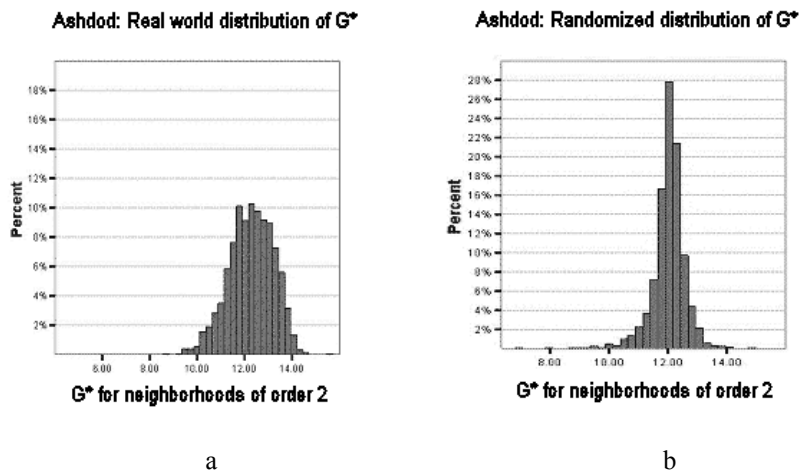 Ashdod: Real world distribution of G*
18%
16%
14%
12%
10%
8%
6%
4%
2%
Percent
6.00 8.00 10.00 12.00 14.00
G* for neighborhoods of order 2
a
Ashdod: Randomized distribution of G*
28%
26%
24%
22%
20%
18%
16%
14%
12%
10%
8%
6%
4%
2%
Percent
8.00 10.00 12.00 14.00
G* for neighborhoods of order 2
b